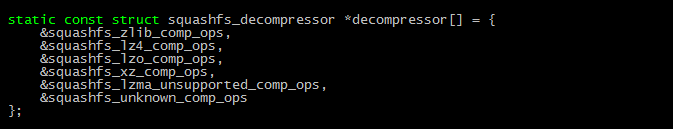 static const struct squashfs_decompressor *decompressor[] = {
    &squashfs_zlib_comp_ops,
    &squashfs_lz4_comp_ops,
    &squashfs_lzo_comp_ops,
    &squashfs_xz_comp_ops,
    &squashfs_lzma_unsupported_comp_ops,
    &squashfs_unknown_comp_ops
};